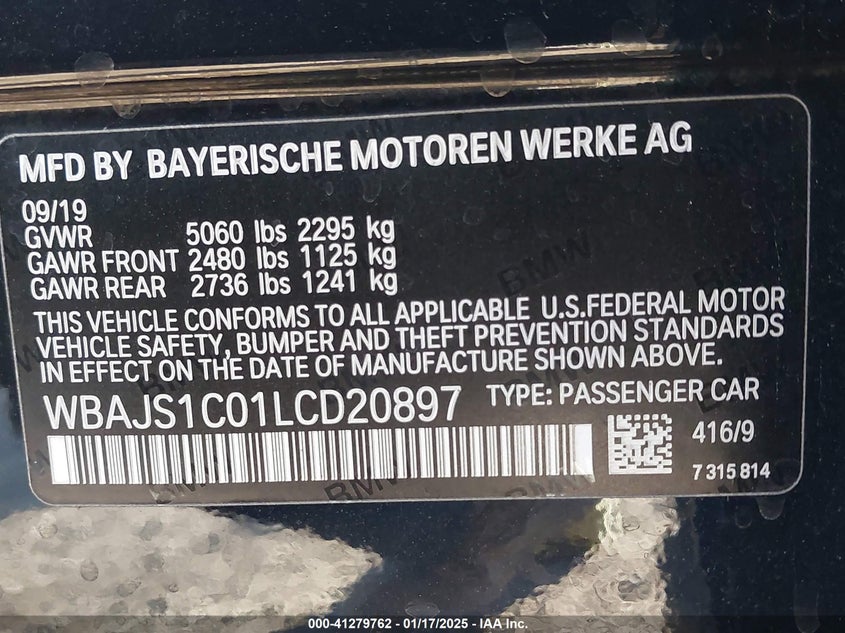 MFD BY BAYERISCHE MOTOREN WERKE AG
09/19
GVWR 5060 lbs 2295 kg
GAWR FRONT 2480 lbs 1125 kg
GAWR REAR 2736 lbs 1241 kg
THIS VEHICLE CONFORMS TO ALL APPLICABLE U.S.FEDERAL MOTOR
VEHICLE SAFETY, BUMPER AND THEFT PREVENTION STANDARDS
IN EFFECT ON THE DATE OF MANUFACTURE SHOWN ABOVE.
WBAJS1C01LCD20897 TYPE: PASSENGER CAR
416/9
7 315 814
000-41279762 - 01/17/2025 - IAA Inc.